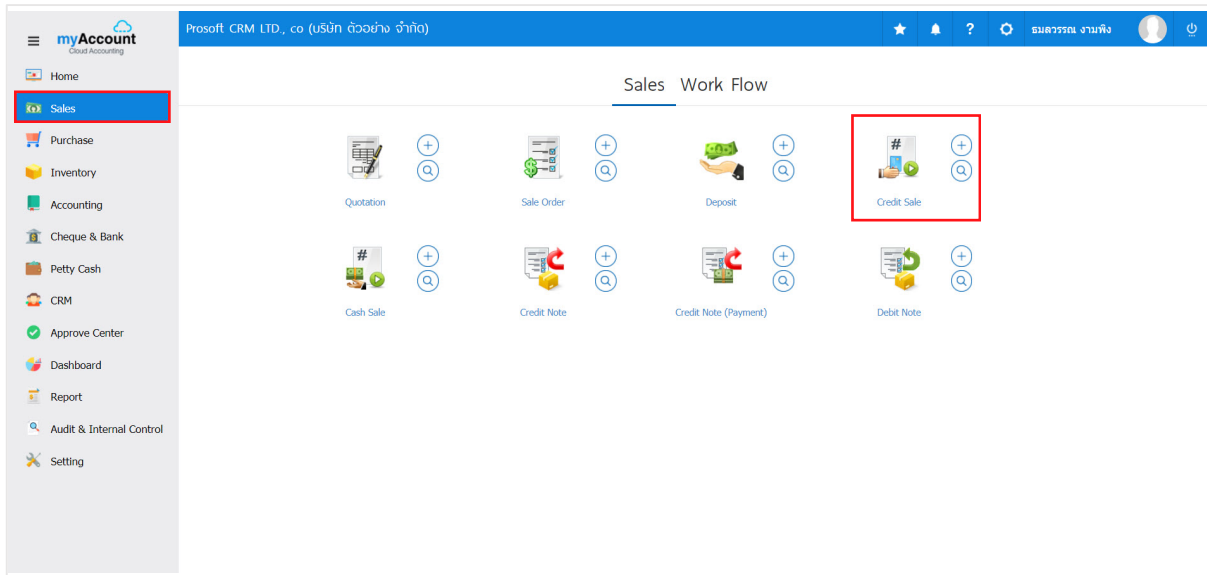 myAccount
Cloud Accounting
Prosoft CRM LTD., co (บริษัท ตัวอย่าง จำกัด)
?
ธมลวรรณ งามพิง
Home
Sales
Purchase
Inventory
Accounting
Cheque & Bank
Petty Cash
CRM
Approve Center
Dashboard
Report
Audit & Internal Control
Setting
Sales Work Flow
Quotation
Sale Order
Deposit
#
Credit Sale
#
Cash Sale
Credit Note
Credit Note (Payment)
Debit Note